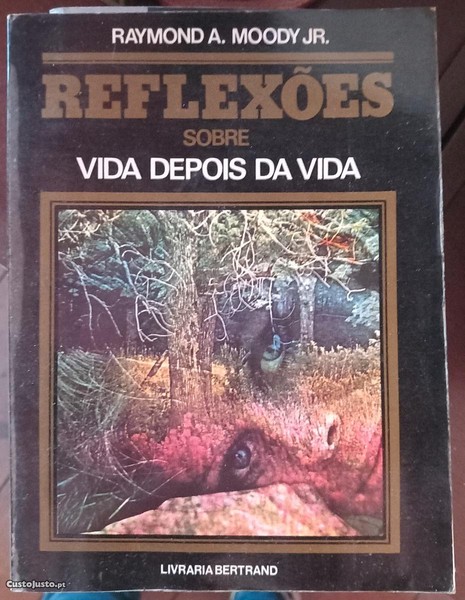 RAYMOND A. MOODY JR.
REFLEXÕES
SOBRE
VIDA DEPOIS DA VIDA
LIVRARIA BERTRAND
CustoJusto.pt